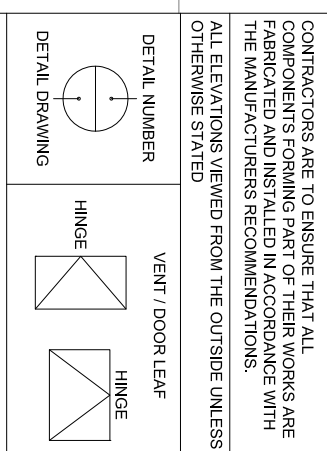 CONTRACTORS ARE TO ENSURE THAT ALL
COMPONENTS FORMING PART OF THEIR WORKS ARE
FABRICATED AND INSTALLED IN ACCORDANCE WITH
THE MANUFACTURERS RECOMMENDATIONS.
ALL ELEVATIONS VIEWED FROM THE OUTSIDE UNLESS
OTHERWISE STATED
DETAIL NUMBER
DETAIL DRAWING
VENT / DOOR LEAF
HINGE
HINGE